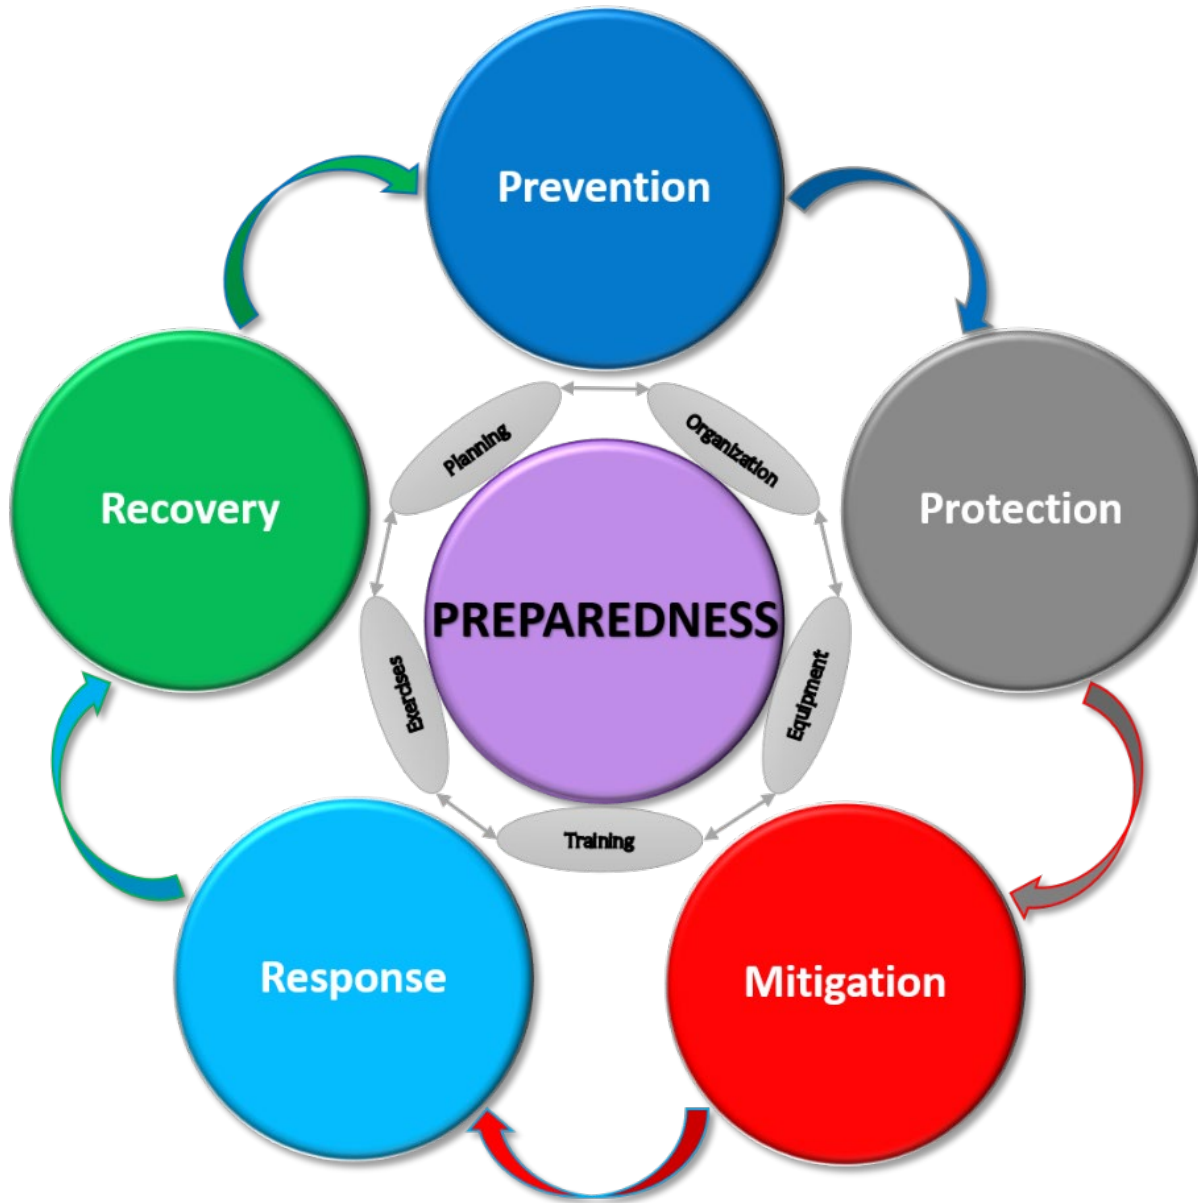 Prevention
Protection
Mitigation
Response
Recovery
PREPAREDNESS
Planning
Organization
Equipment
Training
Exercises